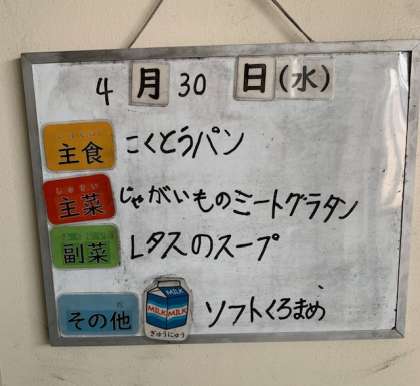 4月30日(水)
主食 こくとうパン
主菜 じゃがいものミートグラタン
副菜 レタスのスープ
その他 MILK MILK MILK ぎゅうにゅう ソフトくろまめ